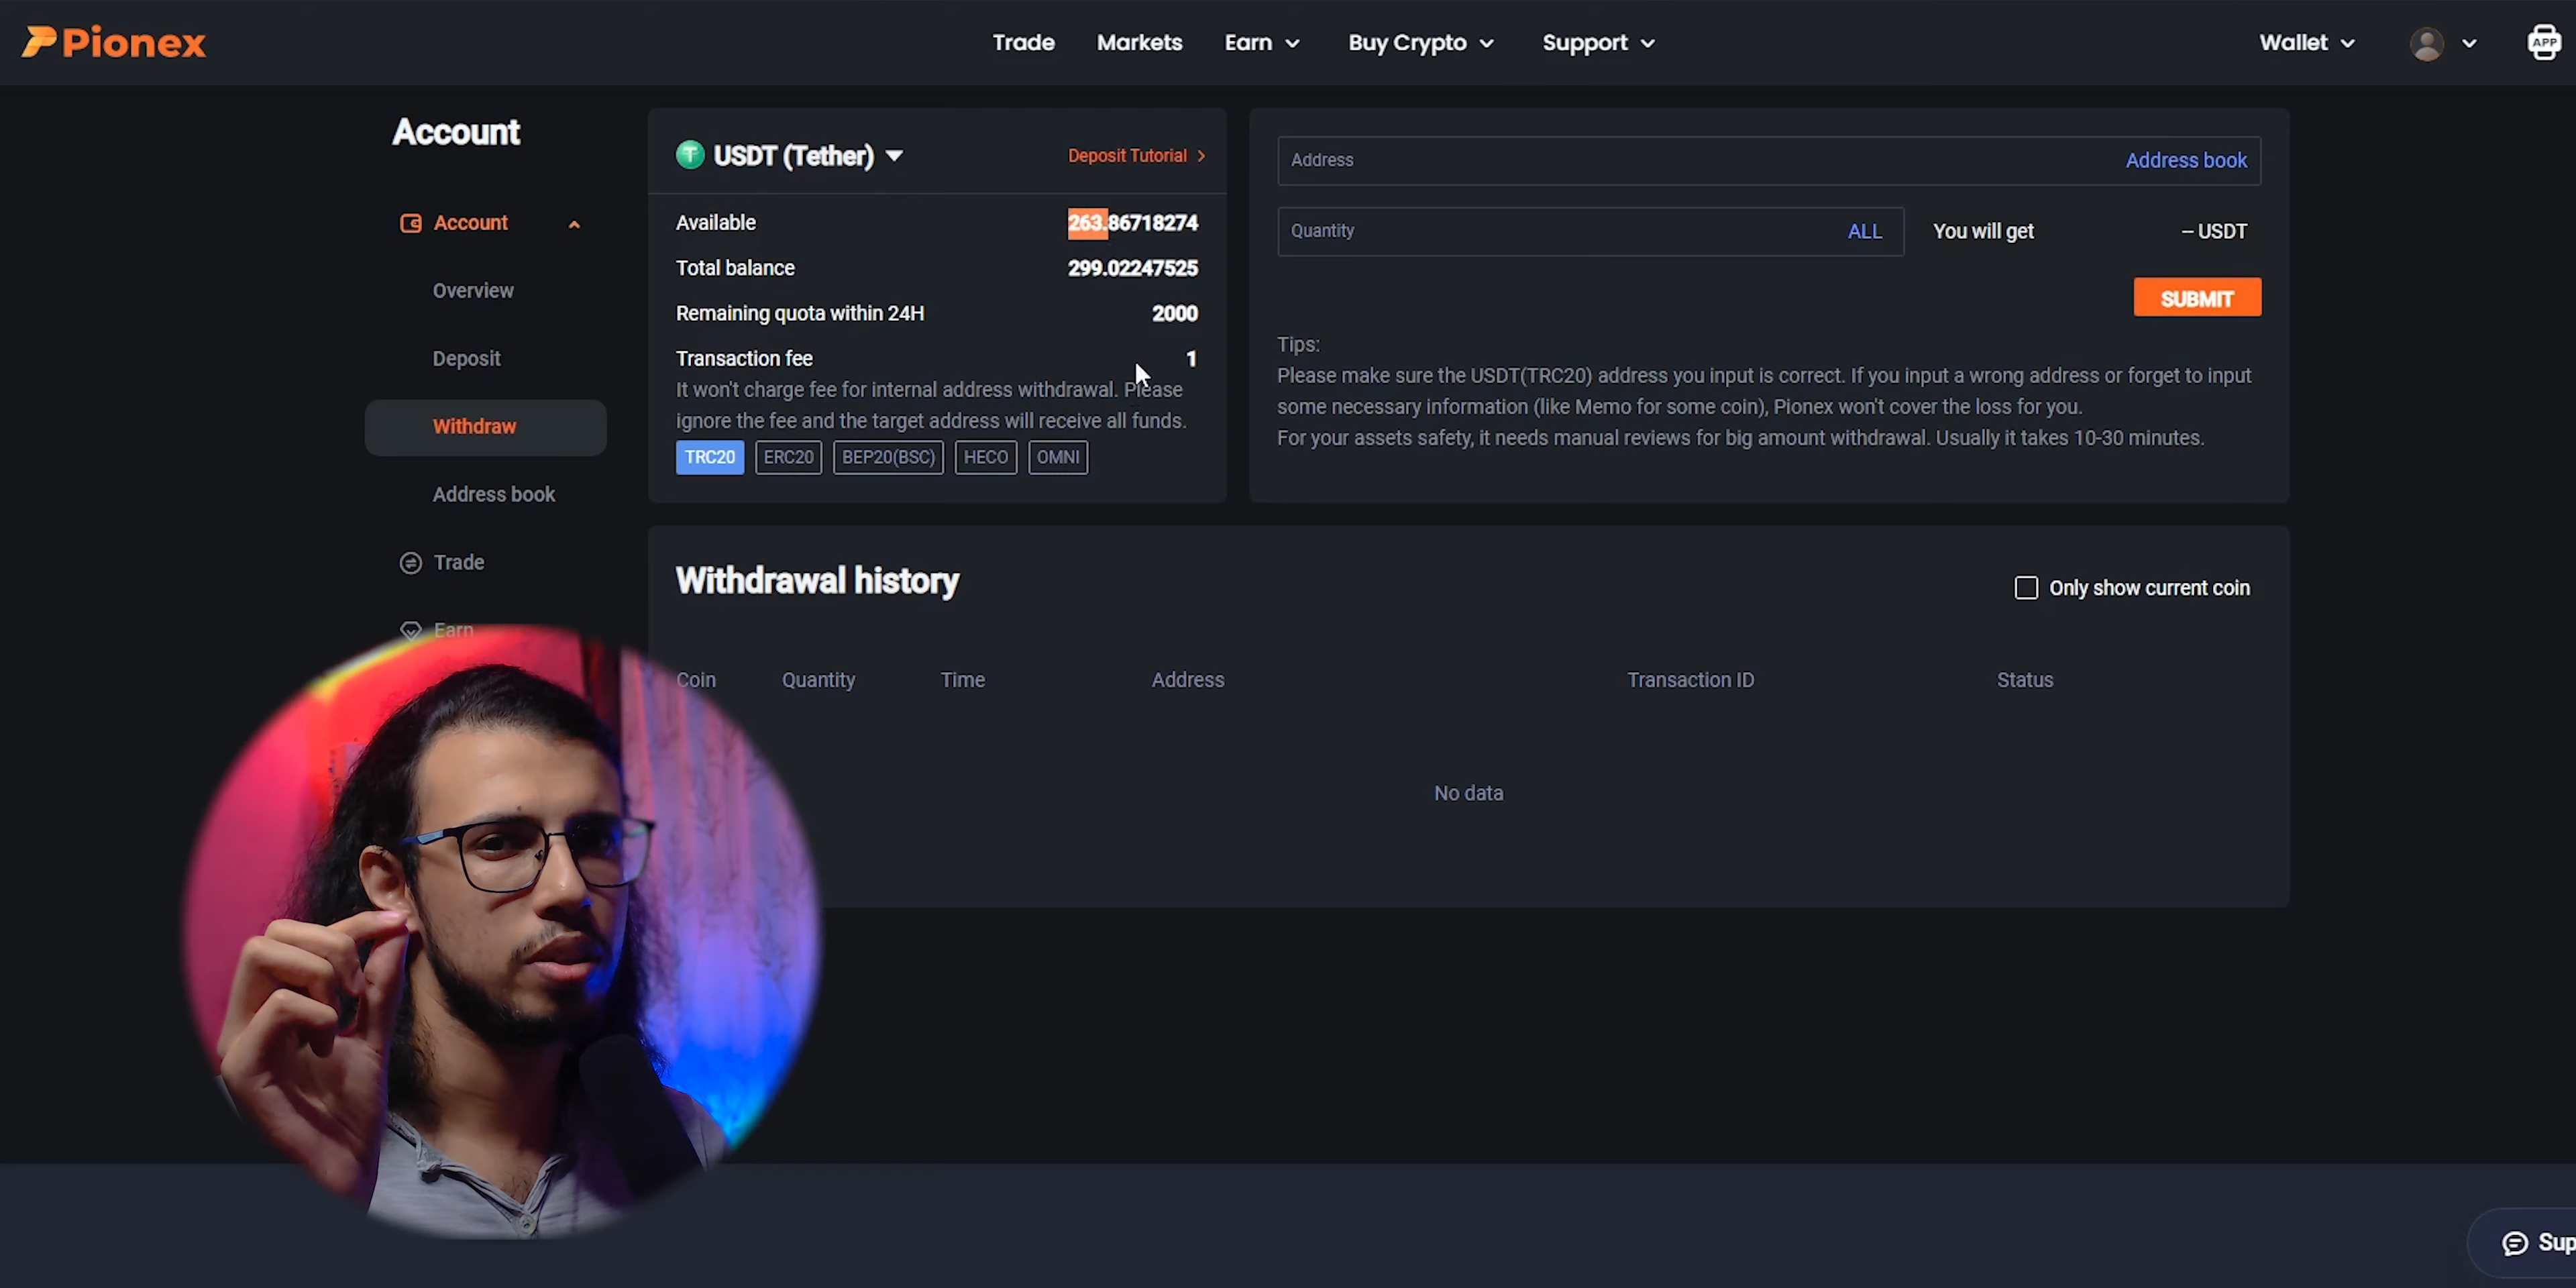 Pionex
Trade
Markets
Earn
Buy Crypto
Support
Wallet
APP
Account
Account
Overview
Deposit
Withdraw
Address book
Trade
Earn
USDT (Tether)
Deposit Tutorial
Available 263.86718274
Total balance 299.02247525
Remaining quota within 24H 2000
Transaction fee 1
It won't charge fee for internal address withdrawal. Please
ignore the fee and the target address will receive all funds.
TRC20 ERC20 BEP20(BSC) HECO OMNI
Address Address book
Quantity ALL You will get -- USDT
SUBMIT
Tips:
Please make sure the USDT(TRC20) address you input is correct. If you input a wrong address or forget to input
some necessary information (like Memo for some coin), Pionex won't cover the loss for you.
For your assets safety, it needs manual reviews for big amount withdrawal. Usually it takes 10-30 minutes.
Withdrawal history
Only show current coin
Coin Quantity Time Address Transaction ID Status
No data
Sup